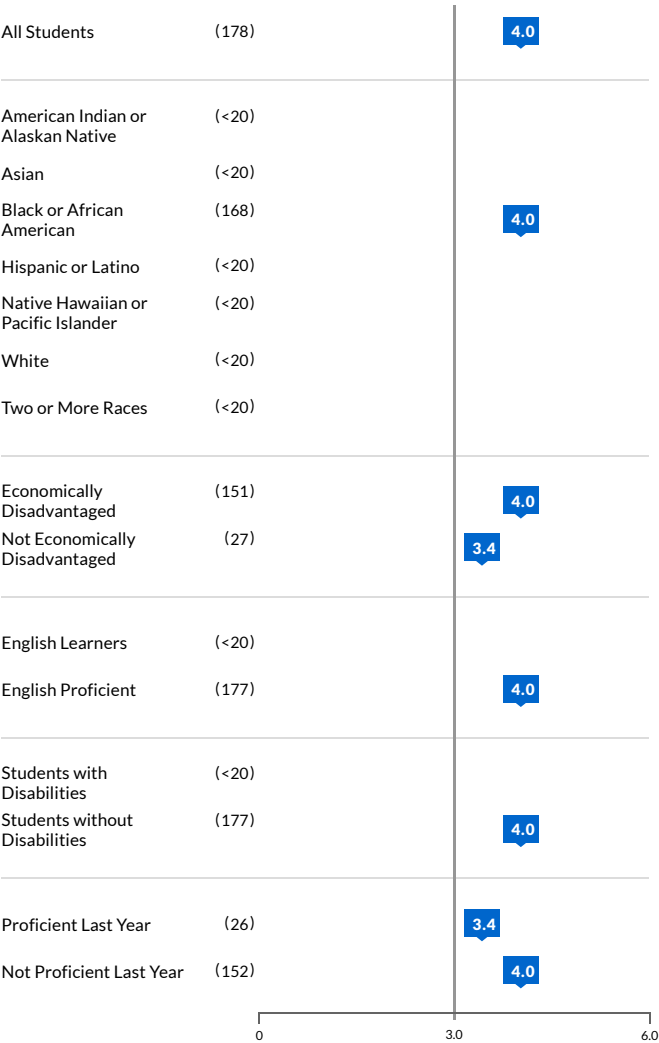 All Students (178) 4.0
American Indian or
Alaskan Native (<20)
Asian (<20)
Black or African
American (168) 4.0
Hispanic or Latino (<20)
Native Hawaiian or
Pacific Islander (<20)
White (<20)
Two or More Races (<20)
Economically
Disadvantaged (151) 4.0
Not Economically
Disadvantaged (27) 3.4
English Learners (<20)
English Proficient (177) 4.0
Students with
Disabilities (<20)
Students without
Disabilities (177) 4.0
Proficient Last Year (26) 3.4
Not Proficient Last Year (152) 4.0
0 3.0 6.0